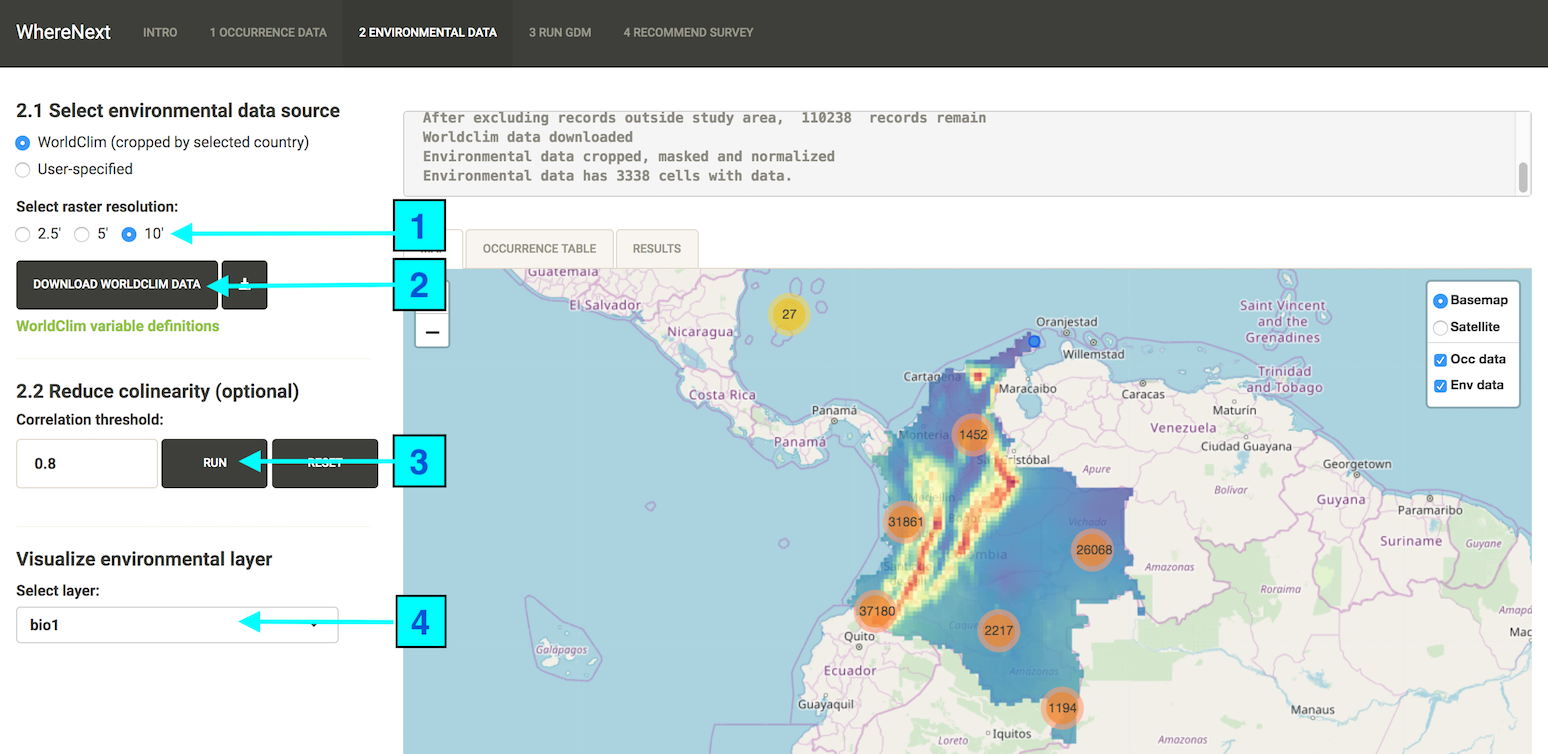 WhereNext
INTRO
1 OCCURRENCE DATA
2 ENVIRONMENTAL DATA
3 RUN GDM
4 RECOMMEND SURVEY
2.1 Select environmental data source
WorldClim (cropped by selected country)
User-specified
Select raster resolution:
2.5' 5' 10'
1
DOWNLOAD WORLDCLIM DATA
2
WorldClim variable definitions
2.2 Reduce colinearity (optional)
Correlation threshold:
0.8
RUN
RESET
3
Visualize environmental layer
Select layer:
bio1
4
After excluding records outside study area, 110238 records remain
Worldclim data downloaded
Environmental data cropped, masked and normalized
Environmental data has 3338 cells with data.
OCCURRENCE TABLE
RESULTS
−
Basemap
Satellite
Occ data
Env data
Guatemala
El Salvador
Nicaragua
27
Costa Rica
Panamá
Panamá
Oranjestad
Willemstad
Cartagena
Maracaibo
Caracas
Saint Vincent
and the
Grenadines
Trinidad
and Tobago
Maturín
Venezuela
Ciudad Guayana
Montería
1452
San Cristóbal
Apure
Bolívar
Georgetown
Guyana
Paramaribo
Suriname
Guyane
Medellín
31861
Bogotá
Vichada
26068
Amazonas
Roraima
37180
2217
Quito
Ecuador
Guayaquil
Galápagos
Amazonas
1194
Iquitos
Loreto
Manaus
Amazonas